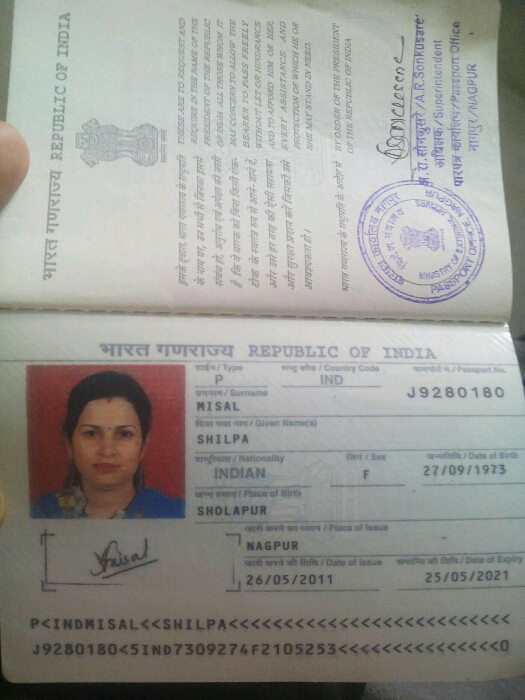 भारत गणराज्य REPUBLIC OF INDIA
THESE ARE TO REQUEST AND
REQUIRE IN THE NAME OF THE
PRESIDENT OF THE REPUBLIC
OF INDIA ALL THOSE WHOM IT
MAY CONCERN TO ALLOW THE
BEARER TO PASS FREELY
WITHOUT LET OR HINDRANCE
AND TO AFFORD HIM OR HER,
EVERY ASSISTANCE AND
PROTECTION OF WHICH HE OR
SHE MAY STAND IN NEED.
BY ORDER OF THE PRESIDENT
OF THE REPUBLIC OF INDIA
भारत गणराज्य के राष्ट्रपति के आदेश से
/A.R.Sonkusare
अधीक्षक/Superintendent
पारपत्र कार्यालय/Passport Office
नागपुर/NAGPUR
PASSPORT OFFICE, NAGPUR
भारत गणराज्य REPUBLIC OF INDIA
टाईप/Type राष्ट्र कोड/Country Code पासपोर्ट नं./Passport No.
P IND J9280180
उपनाम/Surname
MISAL
दिया गया नाम/Given Name(s)
SHILPA
राष्ट्रीयता/Nationality लिंग/Sex जन्मतिथि/Date of Birth
INDIAN F 27/09/1973
जन्म स्थान/Place of Birth
SHOLAPUR
जारी करने का स्थान/Place of Issue
NAGPUR
जारी करने की तिथि/Date of Issue समाप्ति की तिथि/Date of Expiry
26/05/2011 25/05/2021
P<INDMISAL<<SHILPA<<<<<<<<<<<<<<<<<<<<<<<<<<
J9280180<5IND7309274F2105253<<<<<<<<<<<<<<0